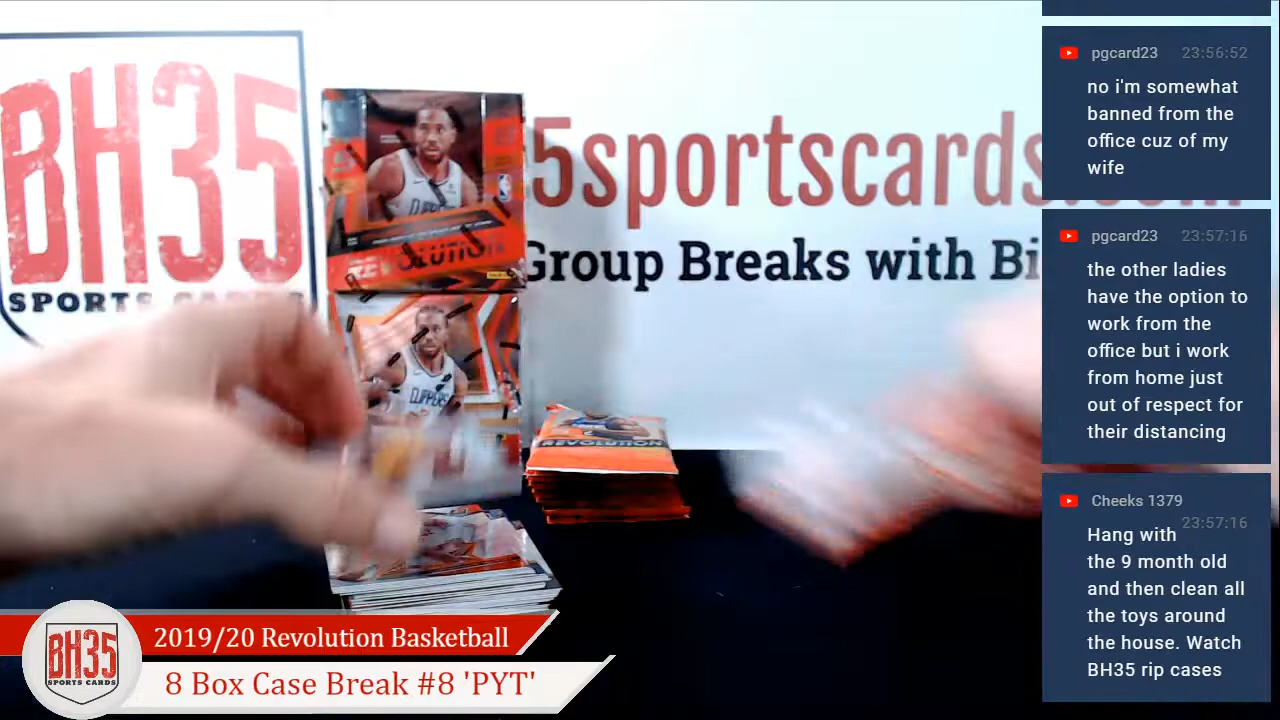 BH35
SPORTS CARDS
5sportscards.com
Group Breaks with Bi
CLIPPERS
REVOLUTION
CLIPPERS
REVOLUTION
2019/20 Revolution Basketball
8 Box Case Break #8 'PYT'
BH35
SPORTS CARDS
pgcard23 23:56:52
no i'm somewhat
banned from the
office cuz of my
wife
pgcard23 23:57:16
the other ladies
have the option to
work from the
office but i work
from home just
out of respect for
their distancing
Cheeks 1379
23:57:16
Hang with
the 9 month old
and then clean all
the toys around
the house. Watch
BH35 rip cases